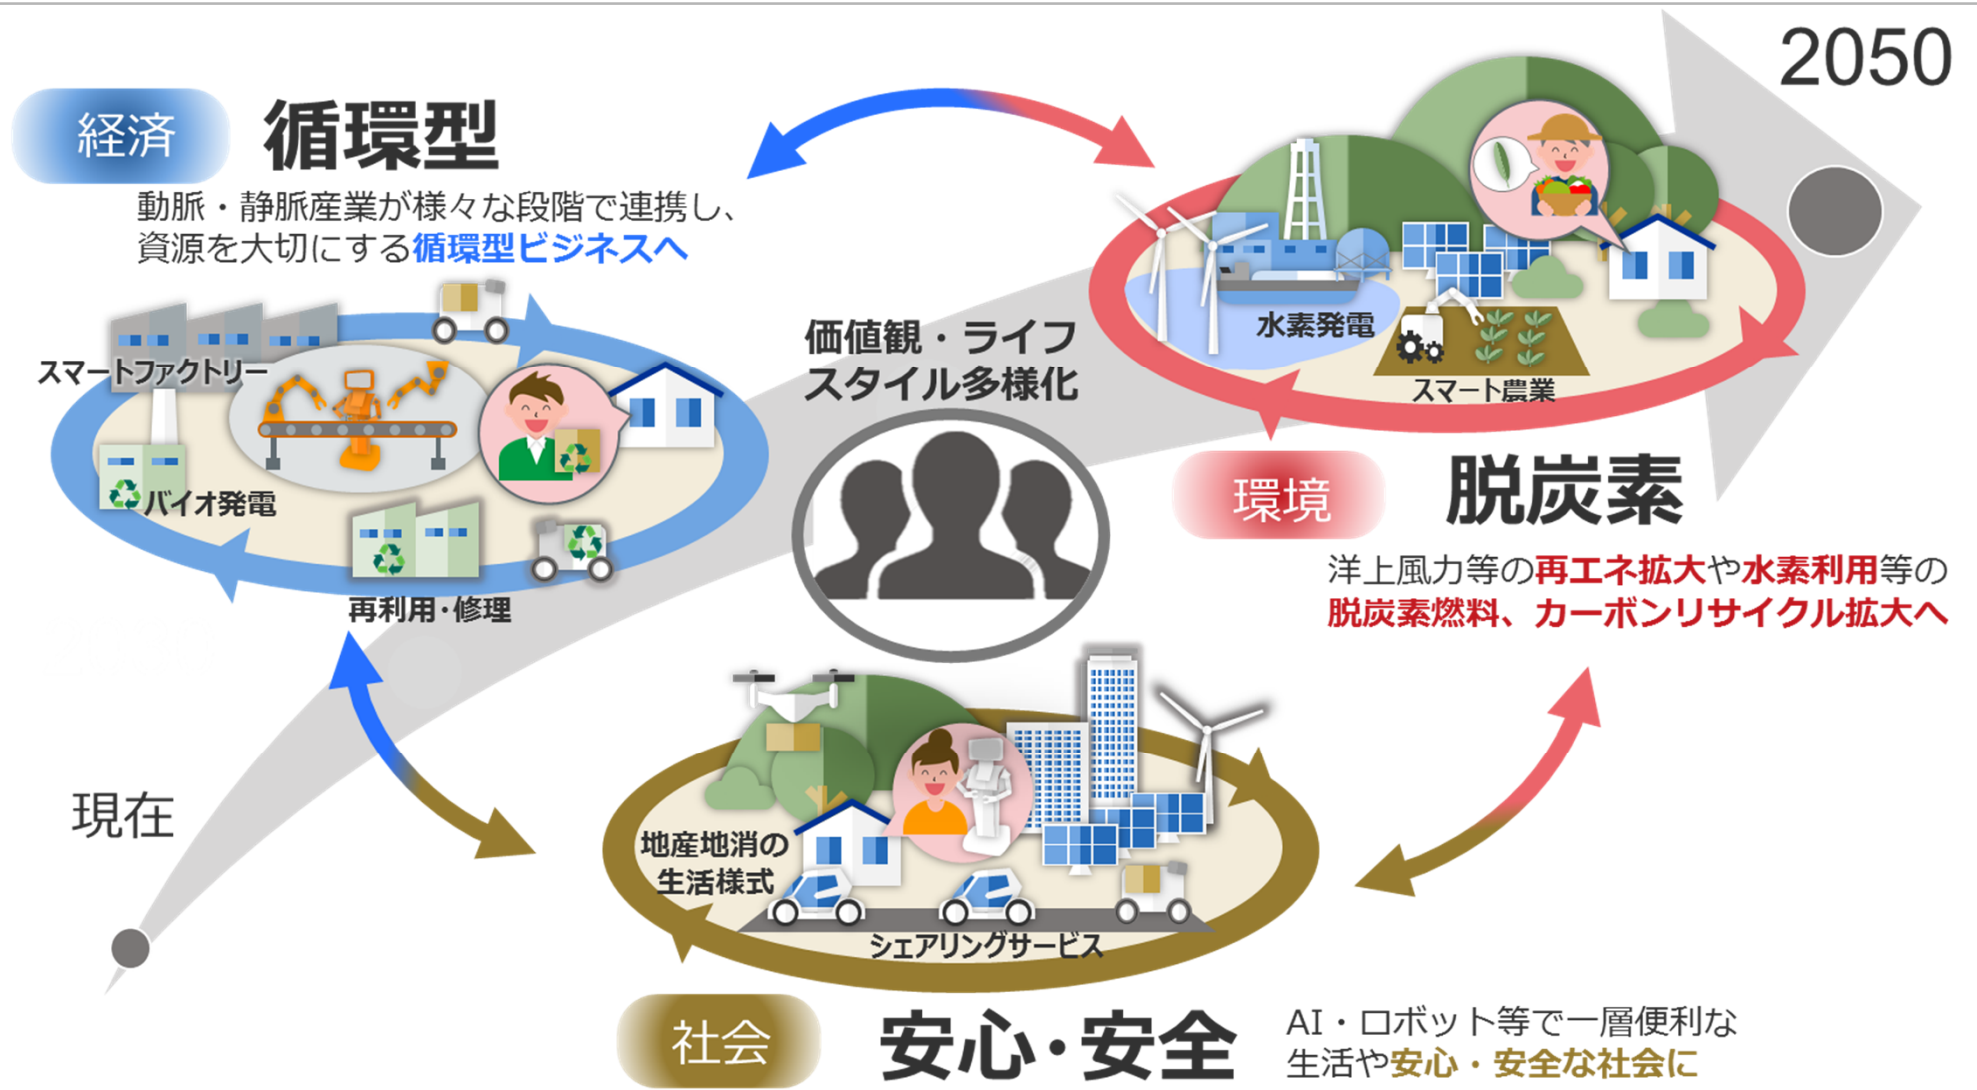 2050
経済
循環型
動脈・静脈産業が様々な段階で連携し、
資源を大切にする循環型ビジネスへ
スマートファクトリー
バイオ発電
再利用・修理
価値観・ライフ
スタイル多様化
水素発電
スマート農業
環境
脱炭素
洋上風力等の再エネ拡大や水素利用等の
脱炭素燃料、カーボンリサイクル拡大へ
現在
地産地消の
生活様式
シェアリングサービス
社会
安心・安全
AI・ロボット等で一層便利な
生活や安心・安全な社会に